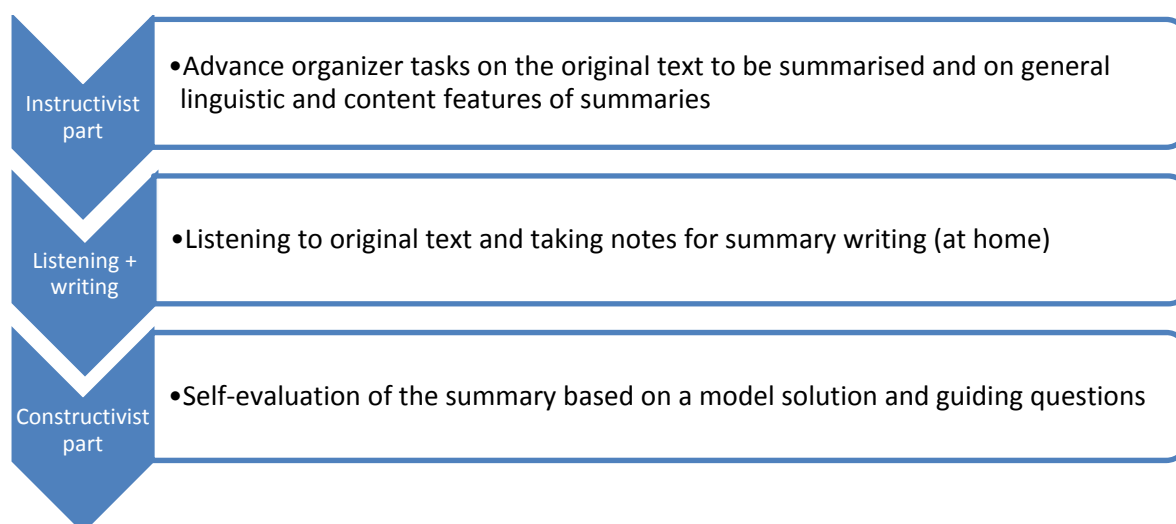 Instructivist
part
•Advance organizer tasks on the original text to be summarised and on general
linguistic and content features of summaries
Listening +
writing
•Listening to original text and taking notes for summary writing (at home)
Constructivist
part
•Self-evaluation of the summary based on a model solution and guiding questions